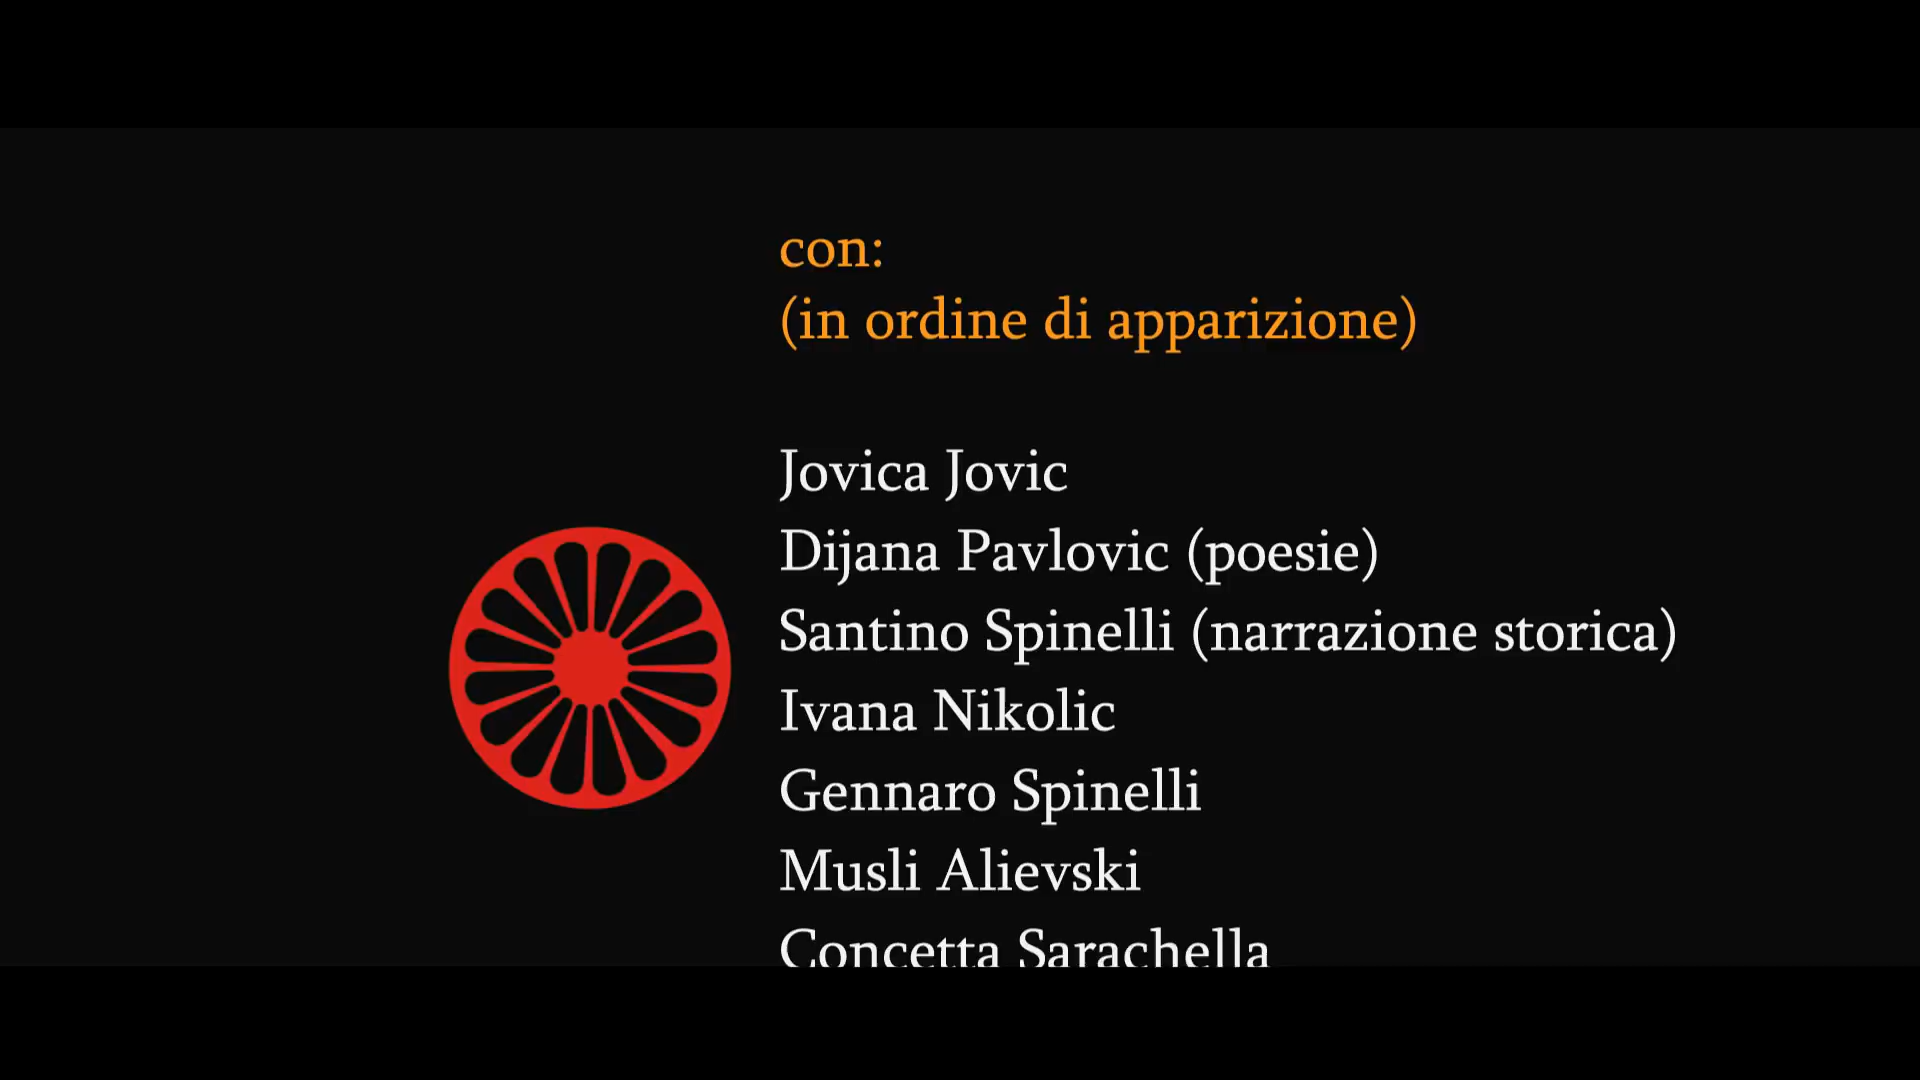 con:
(in ordine di apparizione)
Jovica Jovic
Dijana Pavlovic (poesie)
Santino Spinelli (narrazione storica)
Ivana Nikolic
Gennaro Spinelli
Musli Alievski
Concetta Sarachella